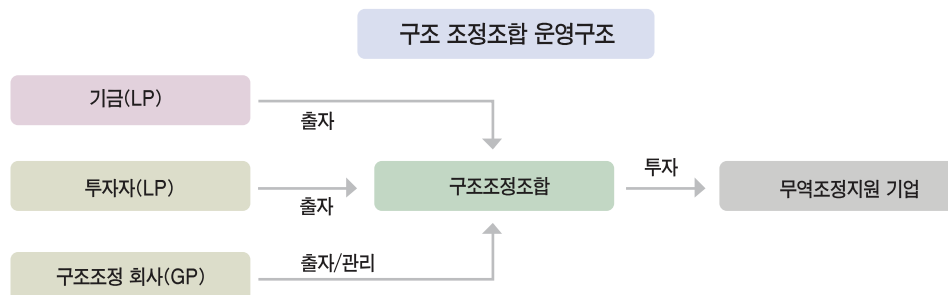 구조 조정조합 운영구조
기금(LP)
출자
투자자(LP)
출자
구조조정조합
투자
무역조정지원 기업
구조조정 회사(GP)
출자/관리